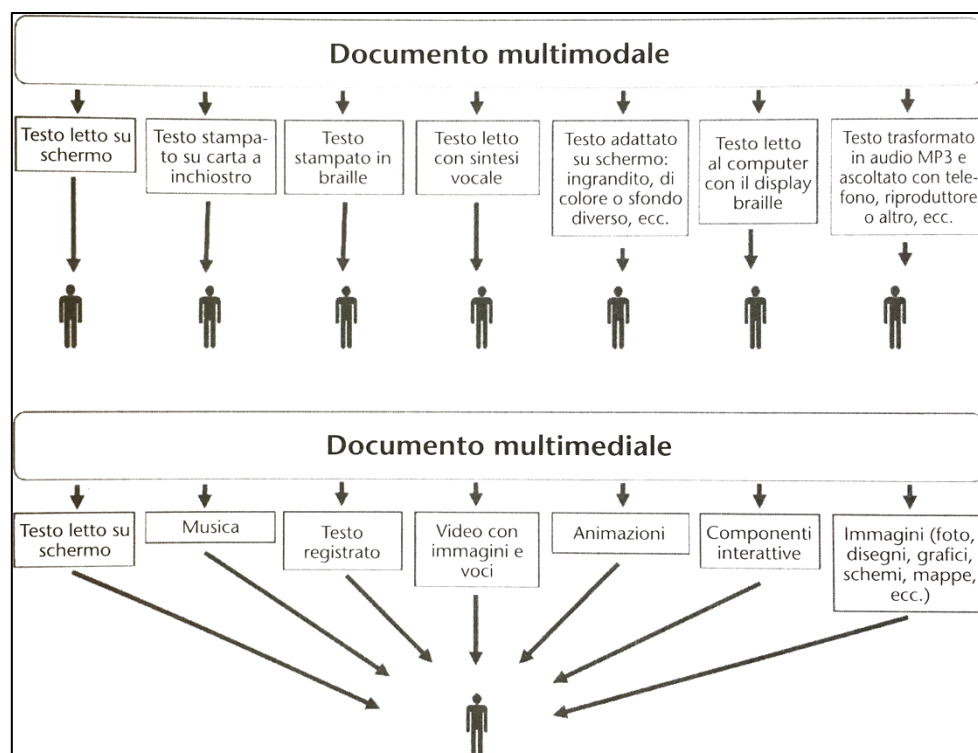 Documento multimodale
Testo letto su
schermo
Testo stampa-
to su carta a
inchiostro
Testo
stampato in
braille
Testo letto
con sintesi
vocale
Testo adattato
su schermo:
ingrandito, di
colore o sfondo
diverso, ecc.
Testo letto
al computer
con il display
braille
Testo trasformato
in audio MP3 e
ascoltato con tele-
fono, riproduttore
o altro, ecc.
Documento multimediale
Testo letto su
schermo
Musica
Testo
registrato
Video con
immagini e
voci
Animazioni
Componenti
interattive
Immagini (foto,
disegni, grafici,
schemi, mappe,
ecc.)